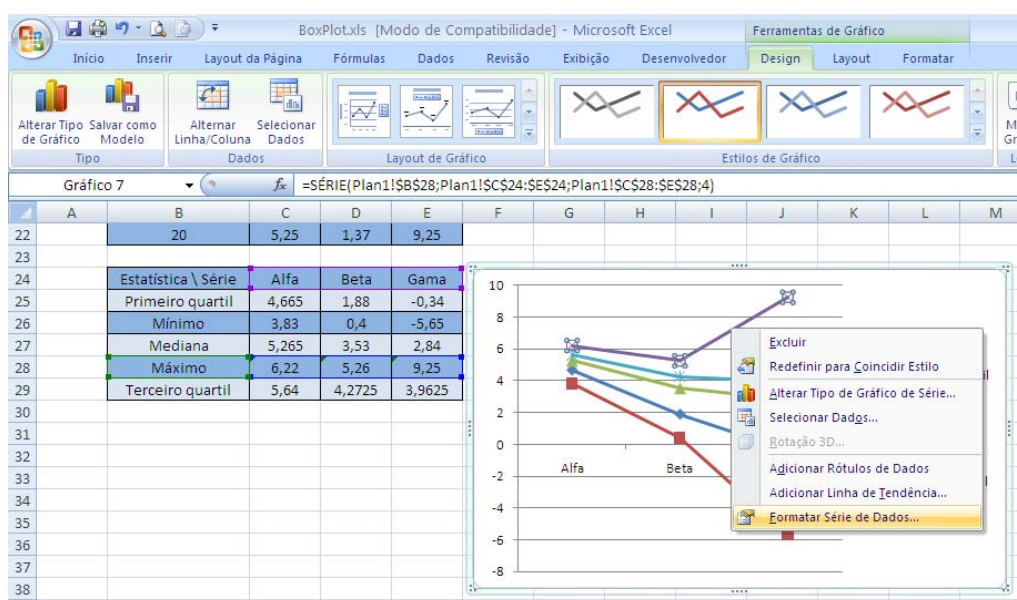 BoxPlot.xls [Modo de Compatibilidade] - Microsoft Excel
Ferramentas de Gráfico
Início Inserir Layout da Página Fórmulas Dados Revisão Exibição Desenvolvedor Design Layout Formatar
Alterar Tipo de Gráfico
Salvar como Modelo
Alternar Linha/Coluna
Selecionar Dados
Tipo Dados Layout de Gráfico Estilos de Gráfico
Gráfico 7 fx =SÉRIE(Plan1!$B$28;Plan1!$C$24:$E$24;Plan1!$C$28:$E$28;4)
A B C D E F G H I J K L M
22 20 5,25 1,37 9,25
23
24 Estatística \ Série Alfa Beta Gama
25 Primeiro quartil 4,665 1,88 -0,34
26 Mínimo 3,83 0,4 -5,65
27 Mediana 5,265 3,53 2,84
28 Máximo 6,22 5,26 9,25
29 Terceiro quartil 5,64 4,2725 3,9625
30
31
32
33
34
35
36
37
38
10
8
6
4
2
0
-2
-4
-6
-8
Alfa Beta
Excluir
Redefinir para Coincidir Estilo
Alterar Tipo de Gráfico de Série...
Selecionar Dados...
Rotação 3D...
Adicionar Rótulos de Dados
Adicionar Linha de Tendência...
Formatar Série de Dados...